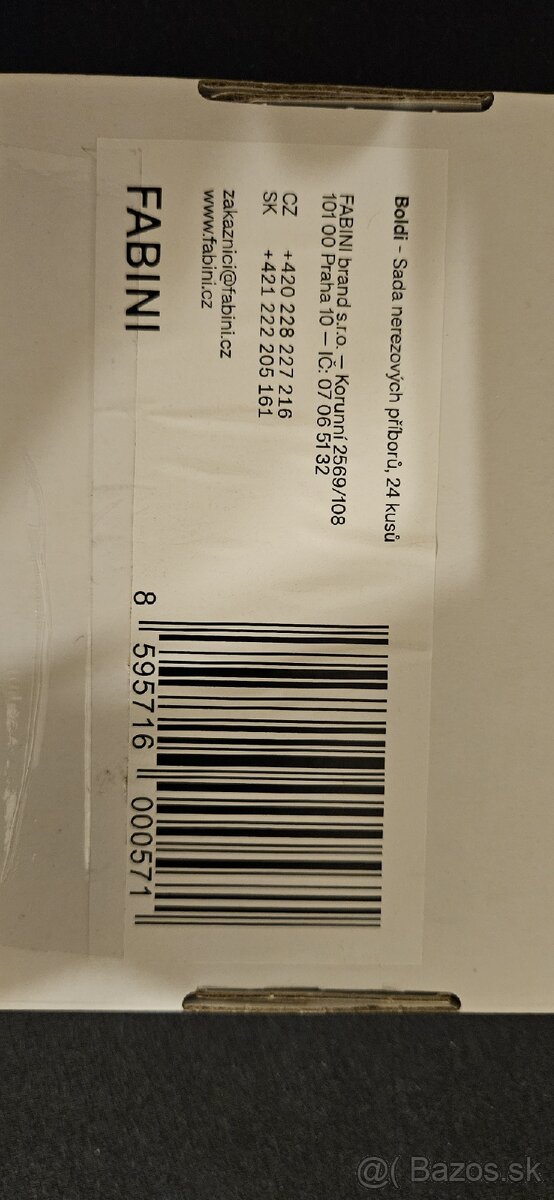 Boldi - Sada nerezových příborů, 24 kusů
FABINI brand s.r.o. – Korunní 2569/108
101 00 Praha 10 – IČ: 07 06 51 32
CZ +420 228 227 216
SK +421 222 205 161
zakaznici@fabini.cz
www.fabini.cz
FABINI
8 595716 000571
@( Bazos.sk